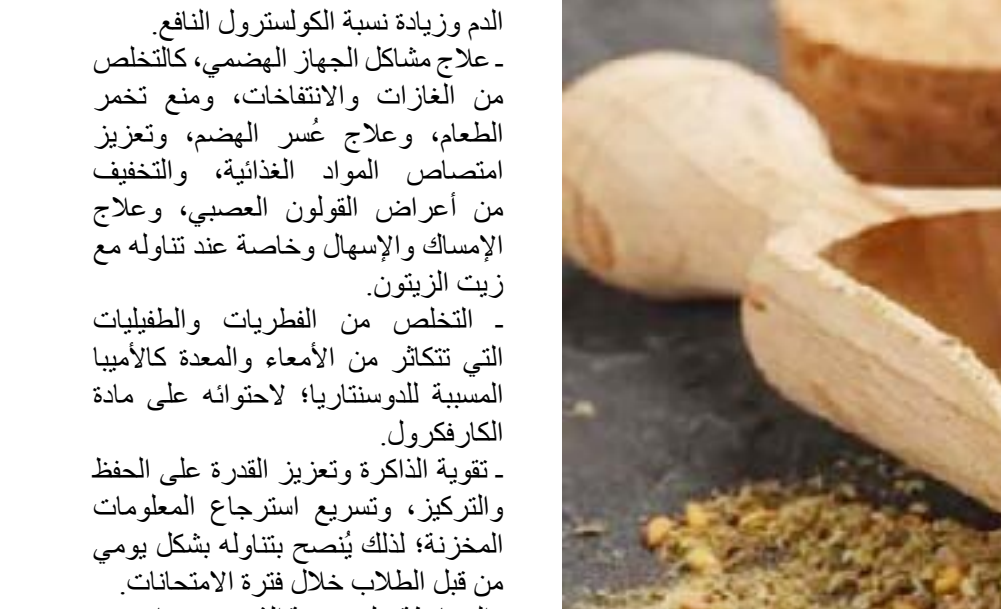 الدم وزيادة نسبة الكولسترول النافع.
ـ علاج مشاكل الجهاز الهضمي، كالتخلص
من الغازات والانتفاخات، ومنع تخمر
الطعام، وعلاج عُسر الهضم، وتعزيز
امتصاص المواد الغذائية، والتخفيف
من أعراض القولون العصبي، وعلاج
الإمساك والإسهال وخاصة عند تناوله مع
زيت الزيتون.
ـ التخلص من الفطريات والطفيليات
التي تتكاثر من الأمعاء والمعدة كالأميبا
المسببة للدوسنتاريا؛ لاحتوائه على مادة
الكارفكرول.
ـ تقوية الذاكرة وتعزيز القدرة على الحفظ
والتركيز، وتسريع استرجاع المعلومات
المخزنة؛ لذلك يُنصح بتناوله بشكل يومي
من قبل الطلاب خلال فترة الامتحانات.